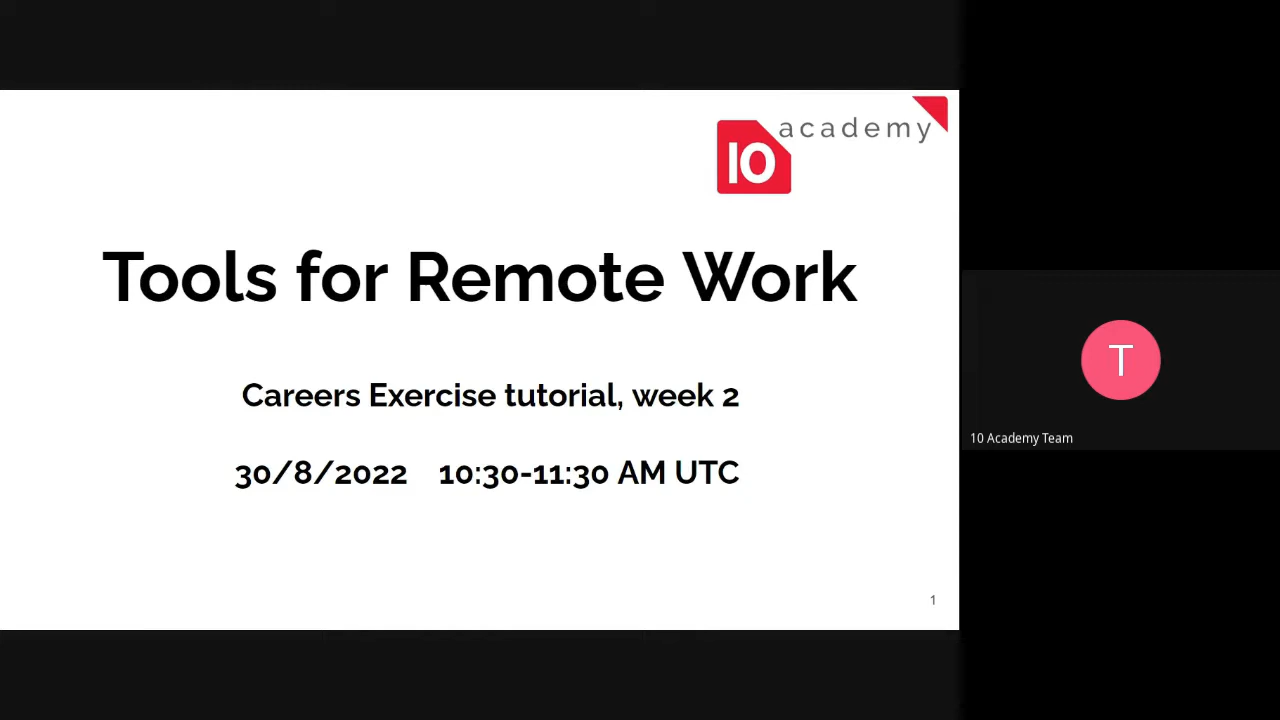 academy
10
Tools for Remote Work
Careers Exercise tutorial, week 2
30/8/2022 10:30-11:30 AM UTC
1
T
10 Academy Team